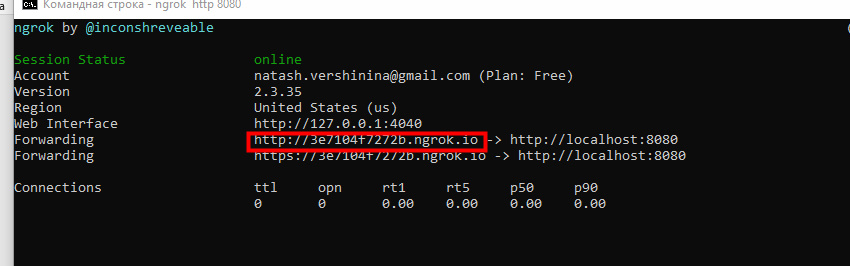 а
Командная строка - ngrok http 8080
ngrok by @inconshreveable
Session Status online
Account natash.vershinina@gmail.com (Plan: Free)
Version 2.3.35
Region United States (us)
Web Interface http://127.0.0.1:4040
Forwarding http://3e7104f7272b.ngrok.io -> http://localhost:8080
Forwarding https://3e7104f7272b.ngrok.io -> http://localhost:8080
Connections ttl opn rt1 rt5 p50 p90
0 0 0.00 0.00 0.00 0.00